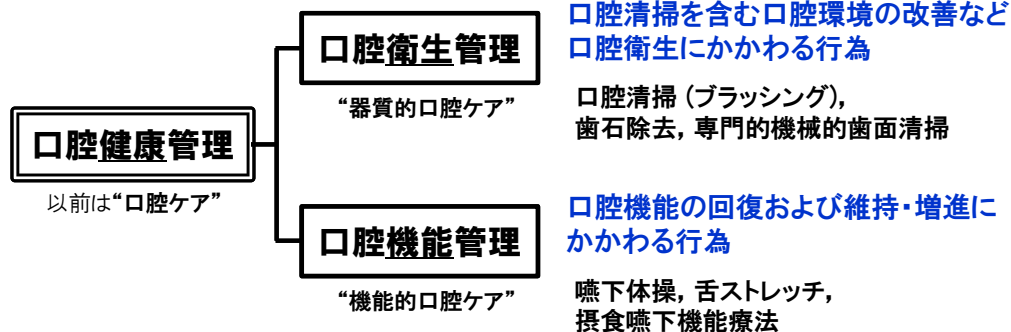 口腔健康管理
以前は“口腔ケア”
口腔衛生管理
“器質的口腔ケア”
口腔清掃を含む口腔環境の改善など
口腔衛生にかかわる行為
口腔清掃 (ブラッシング),
歯石除去, 専門的機械的歯面清掃
口腔機能管理
“機能的口腔ケア”
口腔機能の回復および維持・増進に
かかわる行為
嚥下体操, 舌ストレッチ,
摂食嚥下機能療法